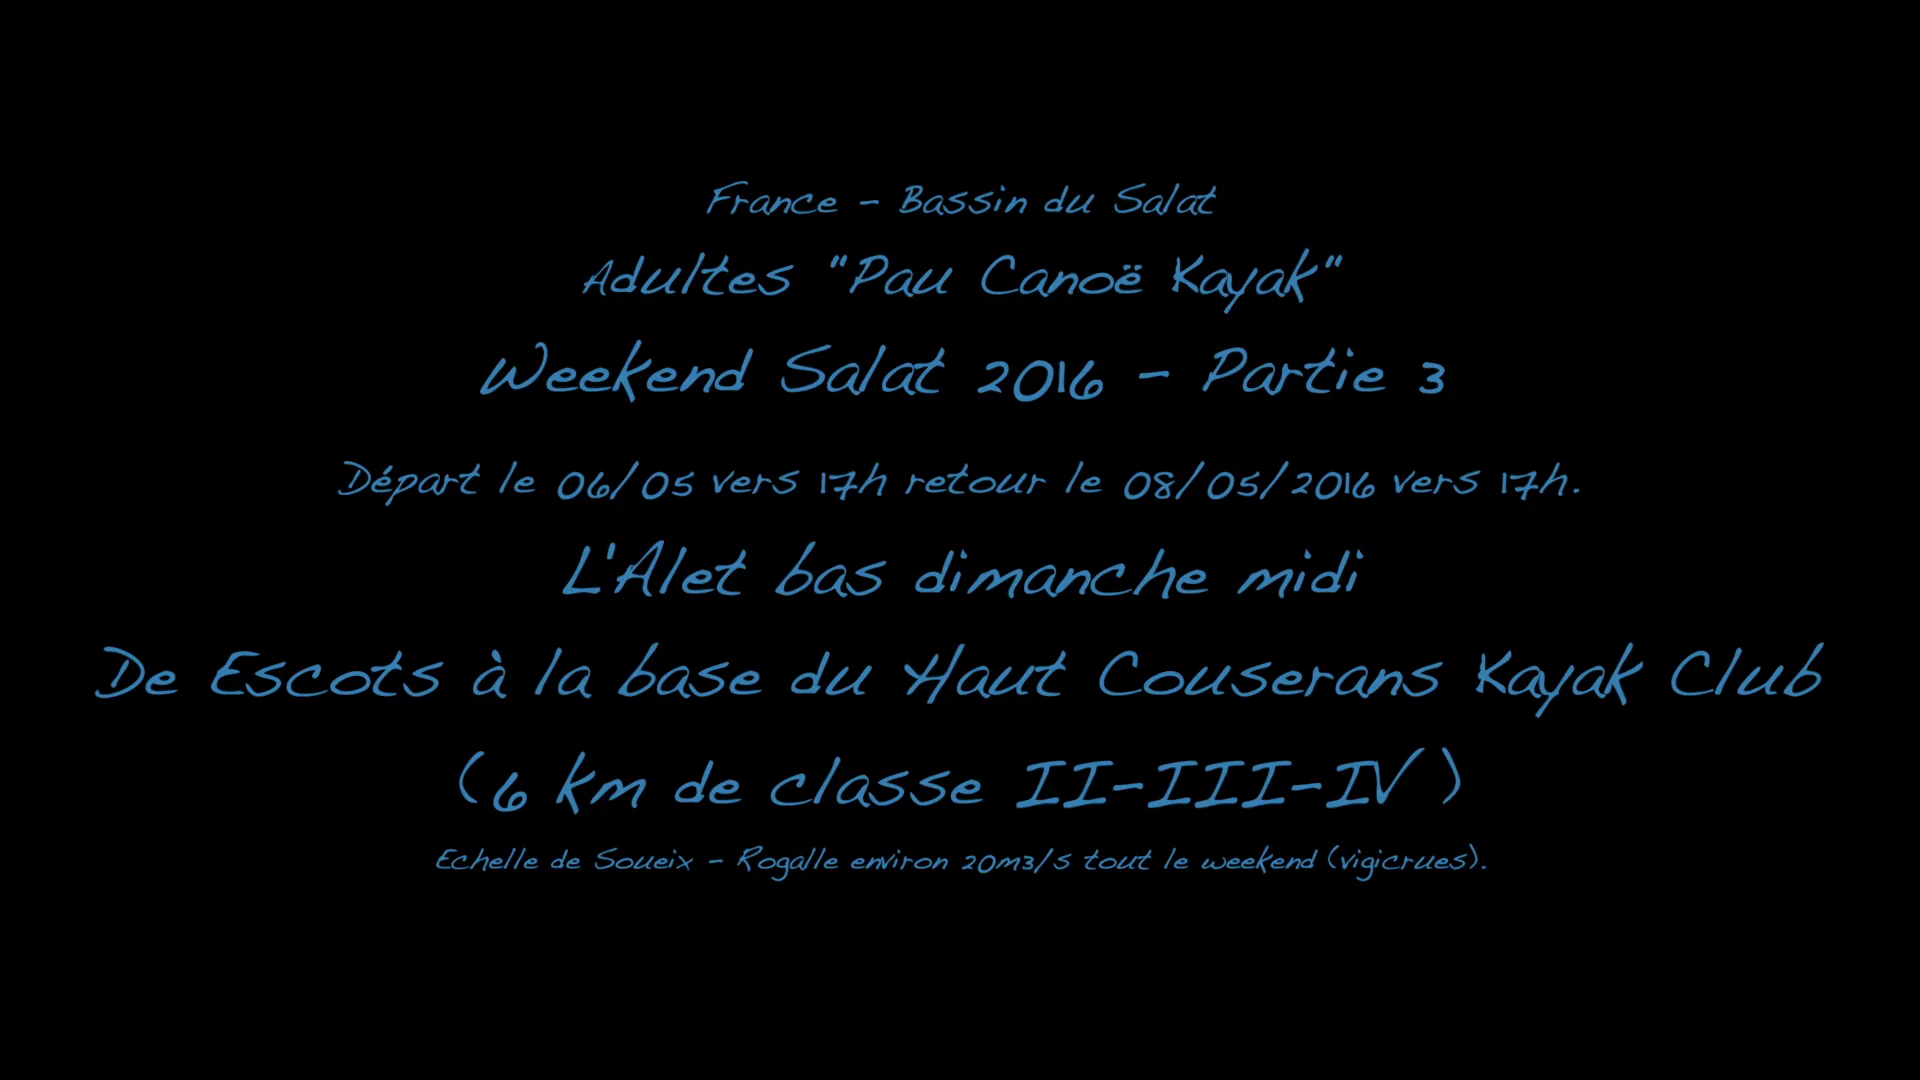 France - Bassin du Salat
Adultes "Pau Canoë Kayak"
Weekend Salat 2016 - Partie 3
Départ le 06/05 vers 17h retour le 08/05/2016 vers 17h.
L'Alet bas dimanche midi
De Escots à la base du Haut Couserans Kayak Club
(6 km de classe II-III-IV)
Echelle de Soueix - Rogalle environ 20m3/s tout le weekend (vigicrues).